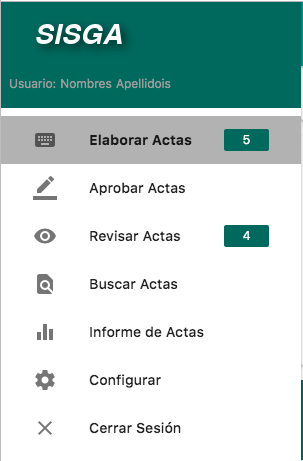 SISGA
Usuario: Nombres Apellidois
Elaborar Actas 5
Aprobar Actas
Revisar Actas 4
Buscar Actas
Informe de Actas
Configurar
Cerrar Sesión